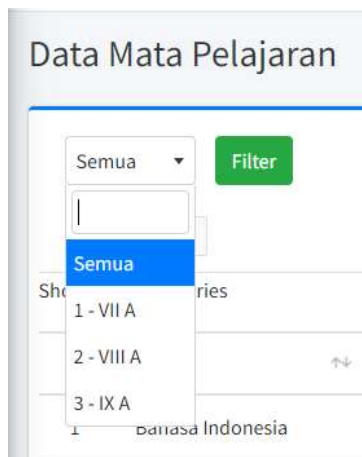 Data Mata Pelajaran
Semua Filter
Semua
Sho ries
1 - VII A
2 - VIII A
3 - IX A
1 Bahasa Indonesia